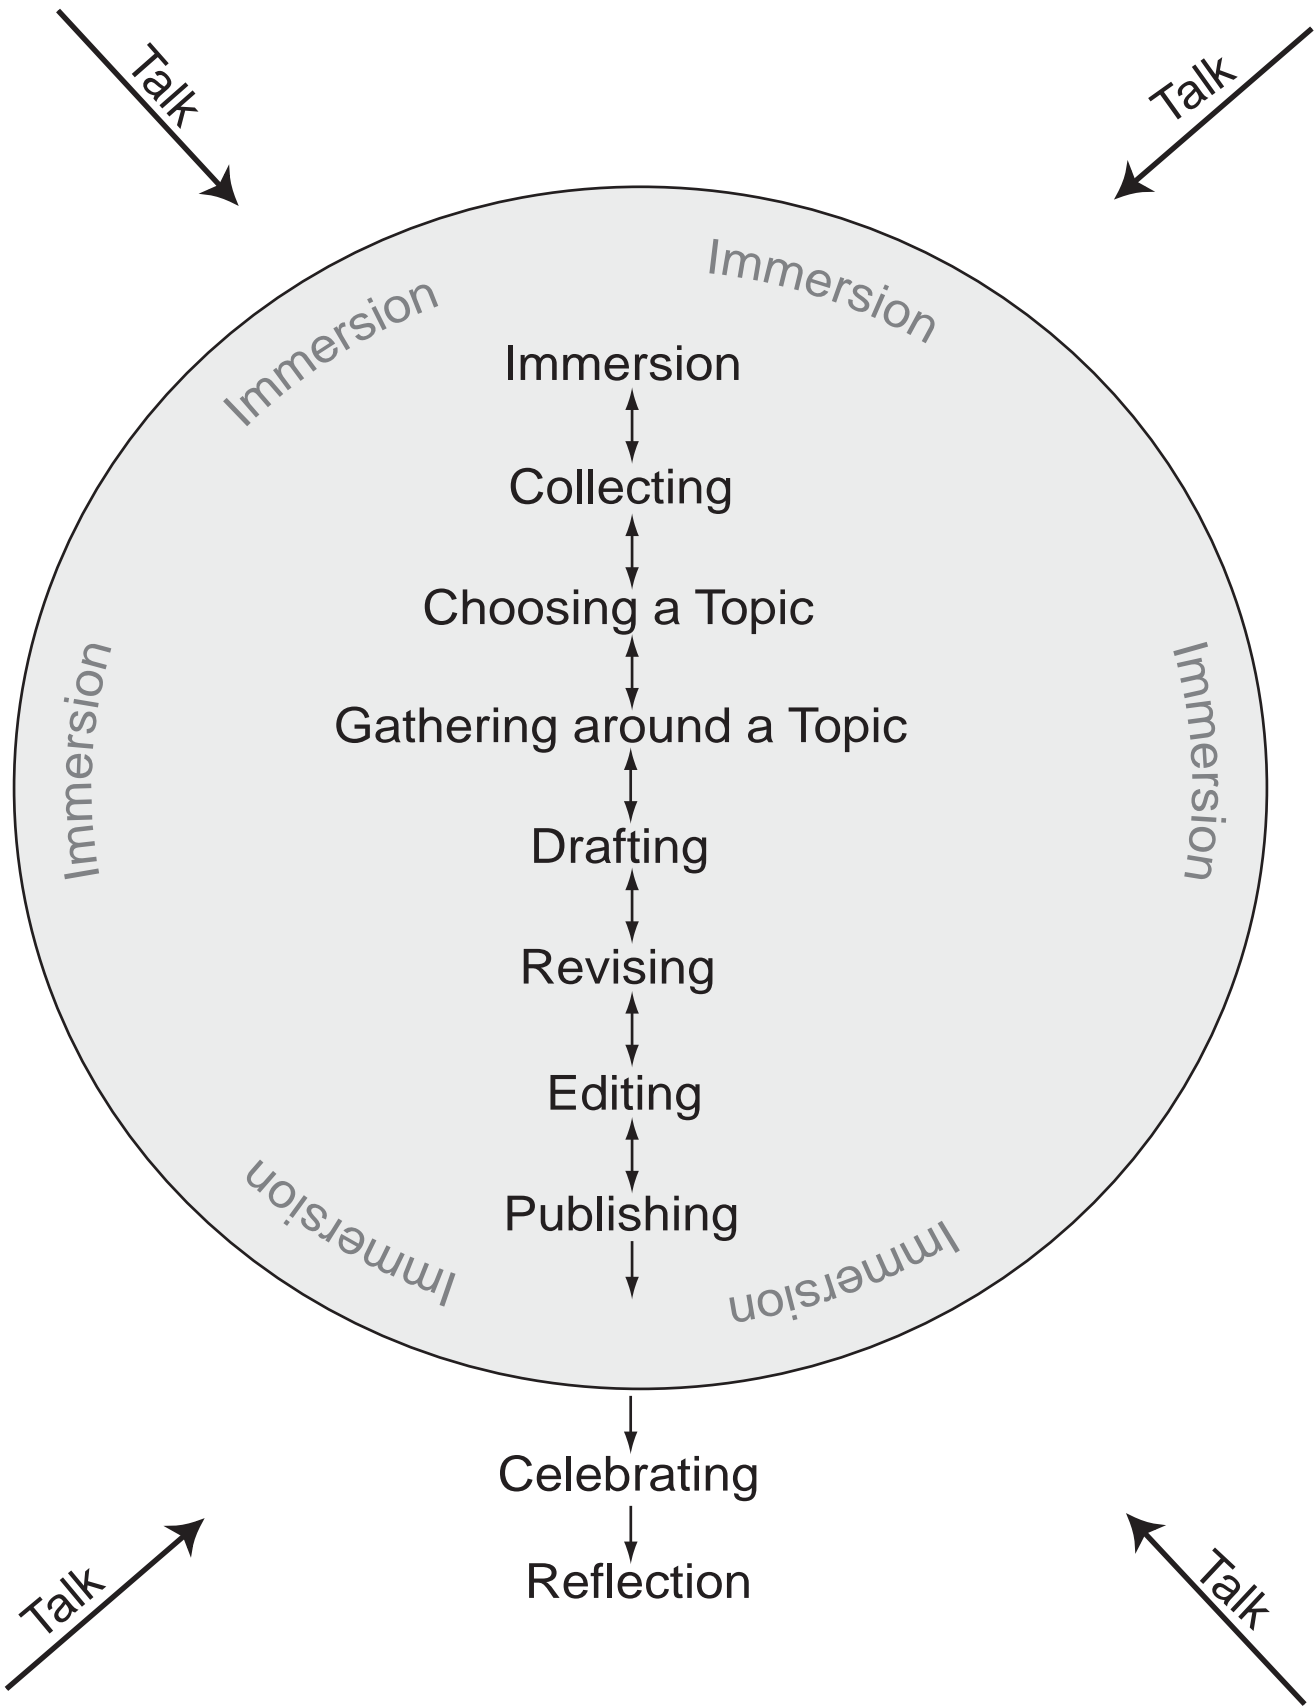 Talk
Talk
Immersion
Immersion
Immersion
Collecting
Choosing a Topic
Immersion
Immersion
Gathering around a Topic
Drafting
Revising
Editing
Publishing
Immersion
Immersion
Celebrating
Reflection
Talk
Talk